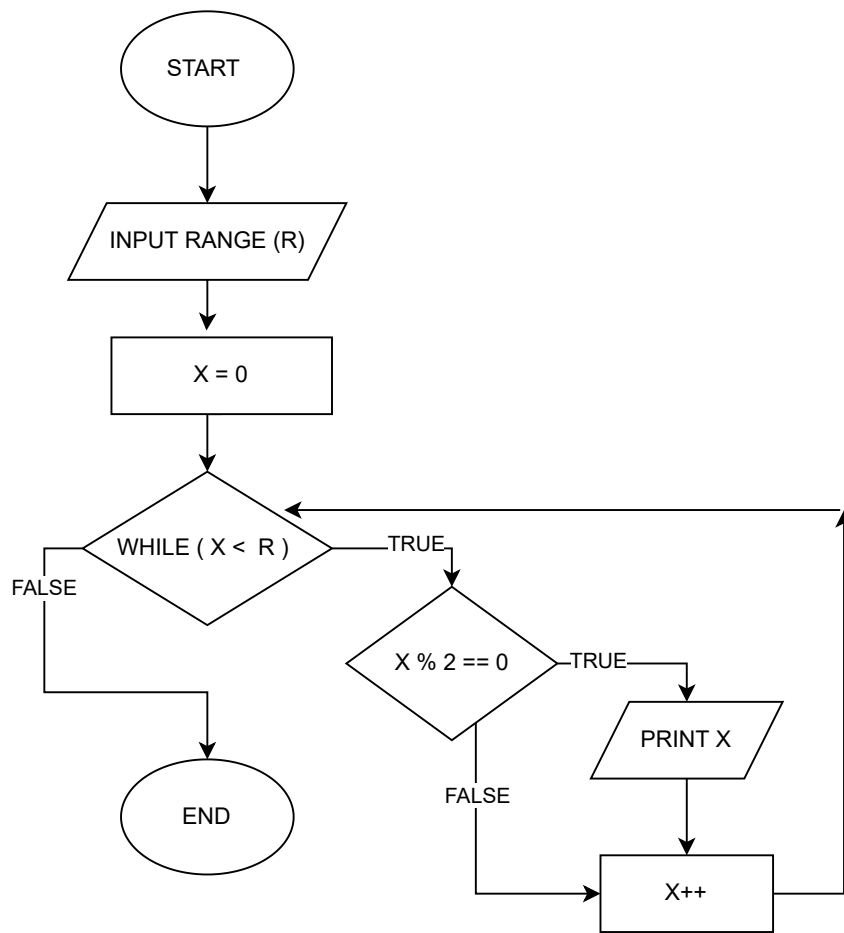 START
INPUT RANGE (R)
X = 0
WHILE ( X <  R )
TRUE
FALSE
X % 2 == 0
TRUE
PRINT X
FALSE
END
X++